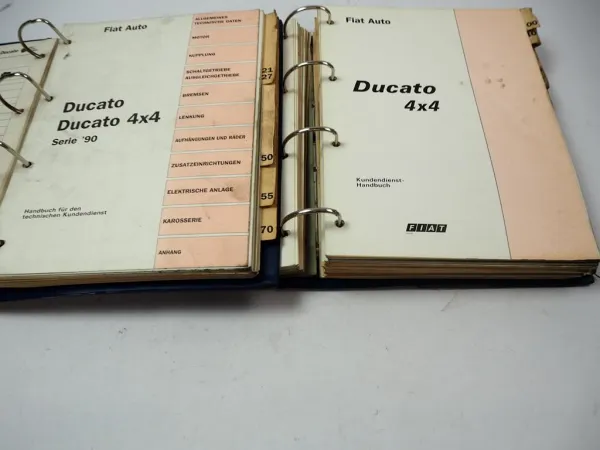 Fiat Auto
Ducato
Ducato 4x4
Serie '90
Handbuch für den
technischen Kundendienst
ALLGEMEINES
TECHNISCHE DATEN
MOTOR
KUPPLUNG
SCHALTGETRIEBE
AUSGLEICHGETRIEBE
BREMSEN
LENKUNG
AUFHÄNGUNGEN UND RÄDER
ZUSATZEINRICHTUNGEN
ELEKTRISCHE ANLAGE
KAROSSERIE
ANHANG
21
27
50
55
70
Fiat Auto
Ducato
4x4
Kundendienst-
Handbuch
FIAT
00
10